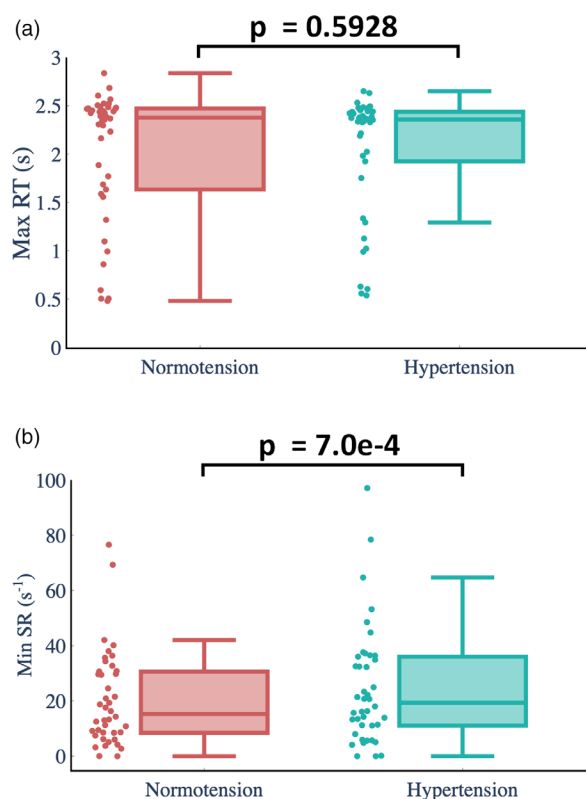 (a)
p = 0.5928
3
2.5
2
1.5
1
0.5
0
Max RT (s)
Normotension Hypertension
(b)
p = 7.0e-4
100
80
60
40
20
0
Min SR (s⁻¹)
Normotension Hypertension